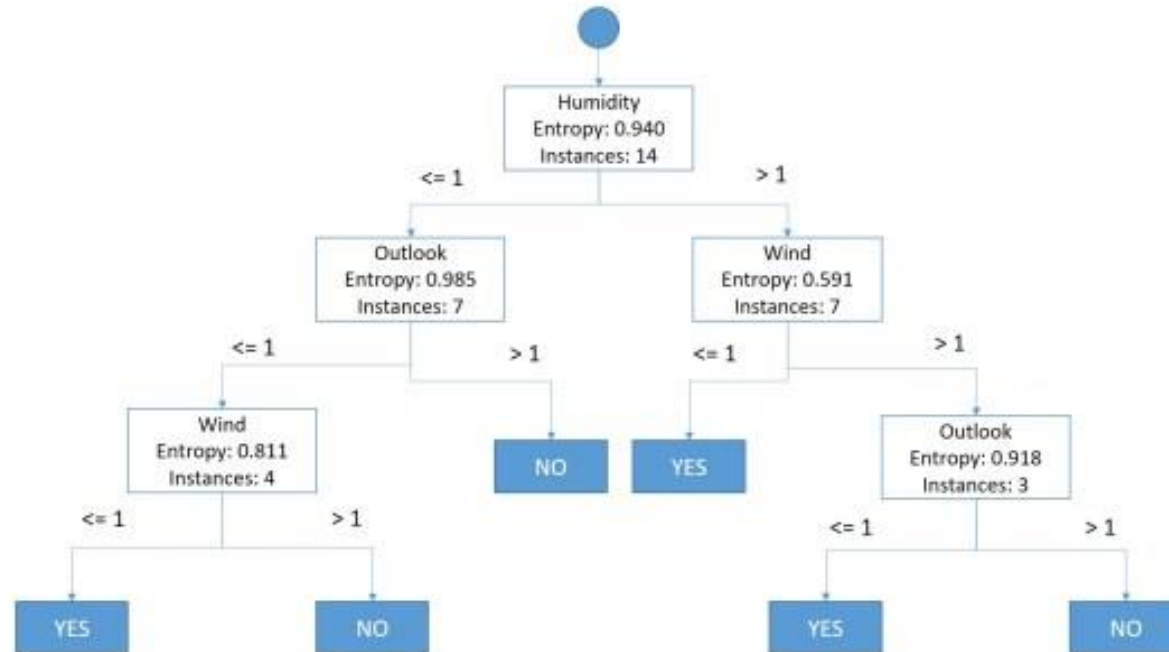 Humidity
Entropy: 0.940
Instances: 14
<= 1
> 1
Outlook
Entropy: 0.985
Instances: 7
Wind
Entropy: 0.591
Instances: 7
<= 1
> 1
<= 1
> 1
Wind
Entropy: 0.811
Instances: 4
NO
YES
Outlook
Entropy: 0.918
Instances: 3
<= 1
> 1
<= 1
> 1
YES
NO
YES
NO